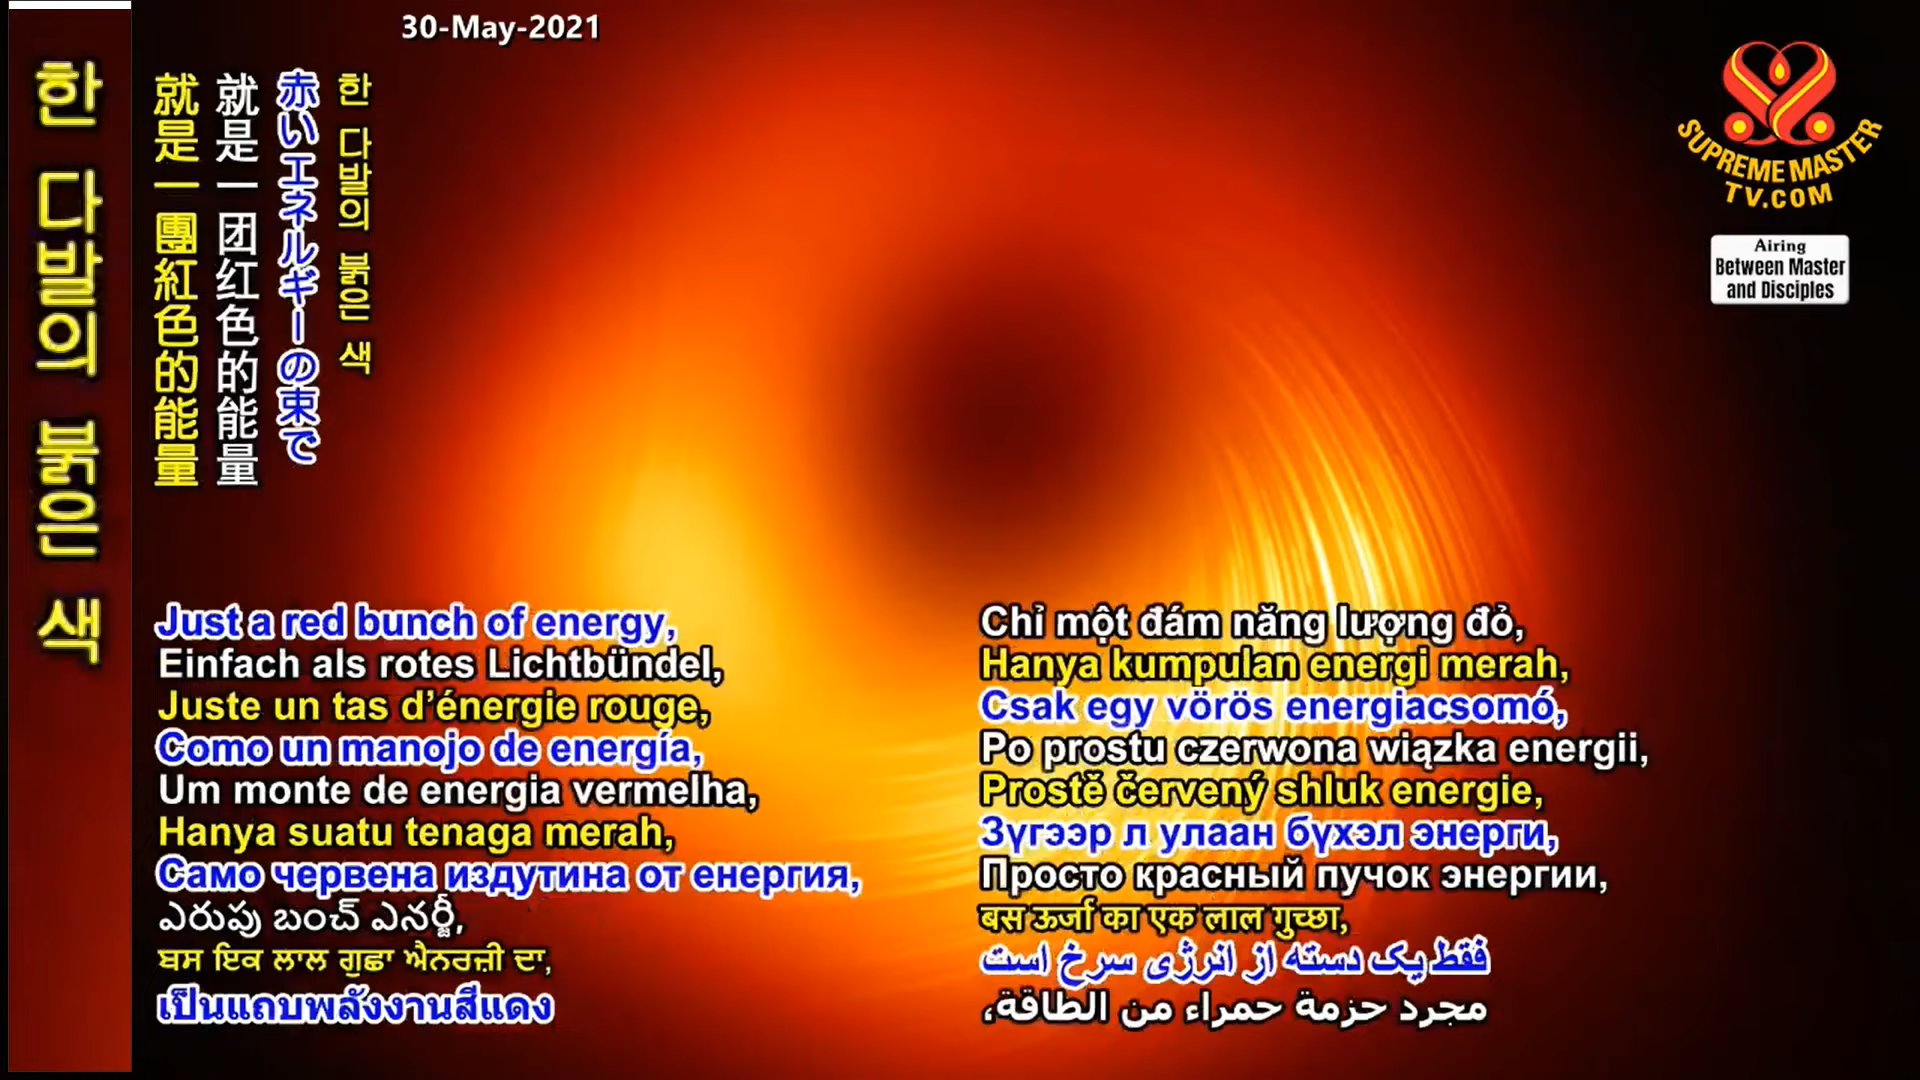 30-May-2021
한 다발의 붉은 색
就是一團紅色的能量
就是一团红色的能量
赤いエネルギーの束で
한 다발의 붉은 색
SUPREME MASTER
TV.COM
Airing
Between Master
and Disciples
Just a red bunch of energy,
Einfach als rotes Lichtbündel,
Juste un tas d’énergie rouge,
Como un manojo de energía,
Um monte de energia vermelha,
Hanya suatu tenaga merah,
Само червена издутина от енергия,
ఎరుపు బంచ్ ఎనర్జీ,
ਬਸ ਇਕ ਲਾਲ ਗੁਛਾ ਐਨਰਜ਼ੀ ਦਾ,
เป็นแถบพลังงานสีแดง
Chỉ một đám năng lượng đỏ,
Hanya kumpulan energi merah,
Csak egy vörös energiacsomó,
Po prostu czerwona wiązka energii,
Prostě červený shluk energie,
Зүгээр л улаан бүхэл энерги,
Просто красный пучок энергии,
बस ऊर्जा का एक लाल गुच्छा,
فقط یک دسته از انرژی سرخ است
مجرد حزمة حمراء من الطاقة،